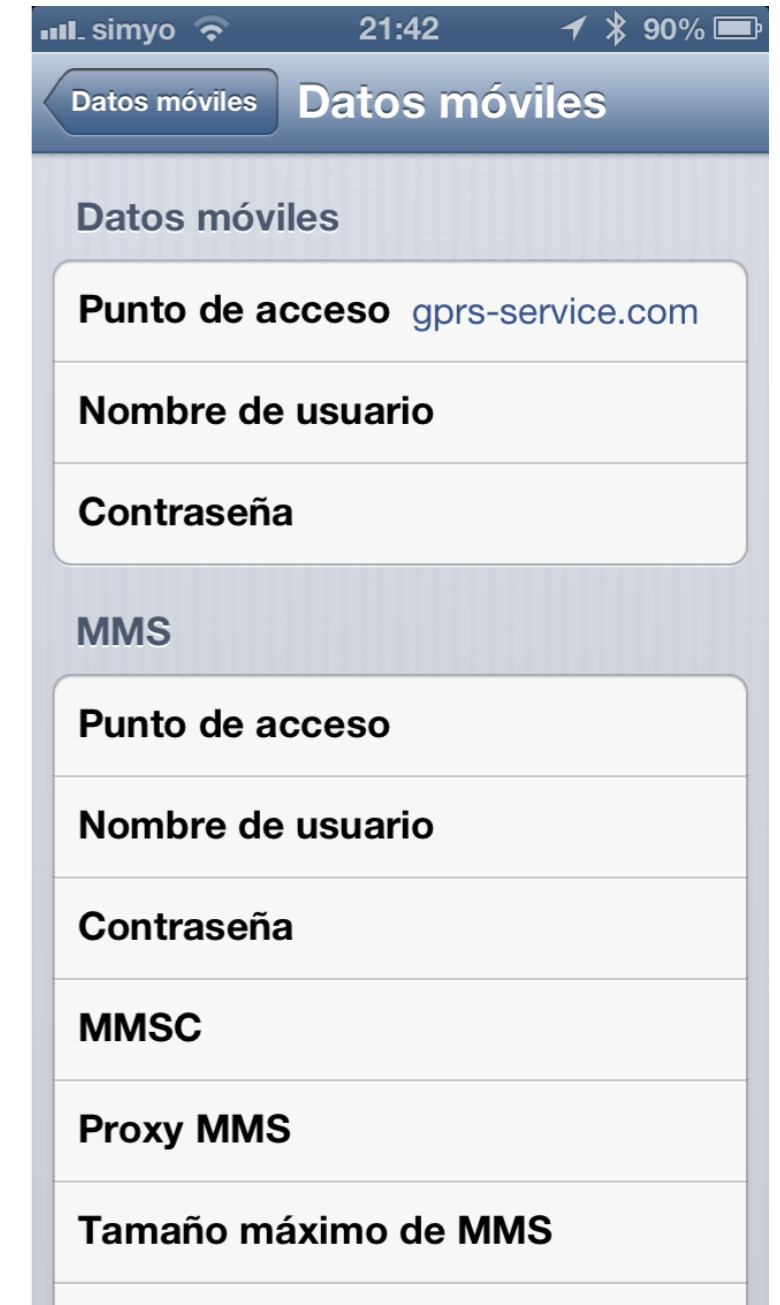 simyo 21:42 90%
Datos móviles Datos móviles
Datos móviles
Punto de acceso gprs-service.com
Nombre de usuario
Contraseña
MMS
Punto de acceso
Nombre de usuario
Contraseña
MMSC
Proxy MMS
Tamaño máximo de MMS